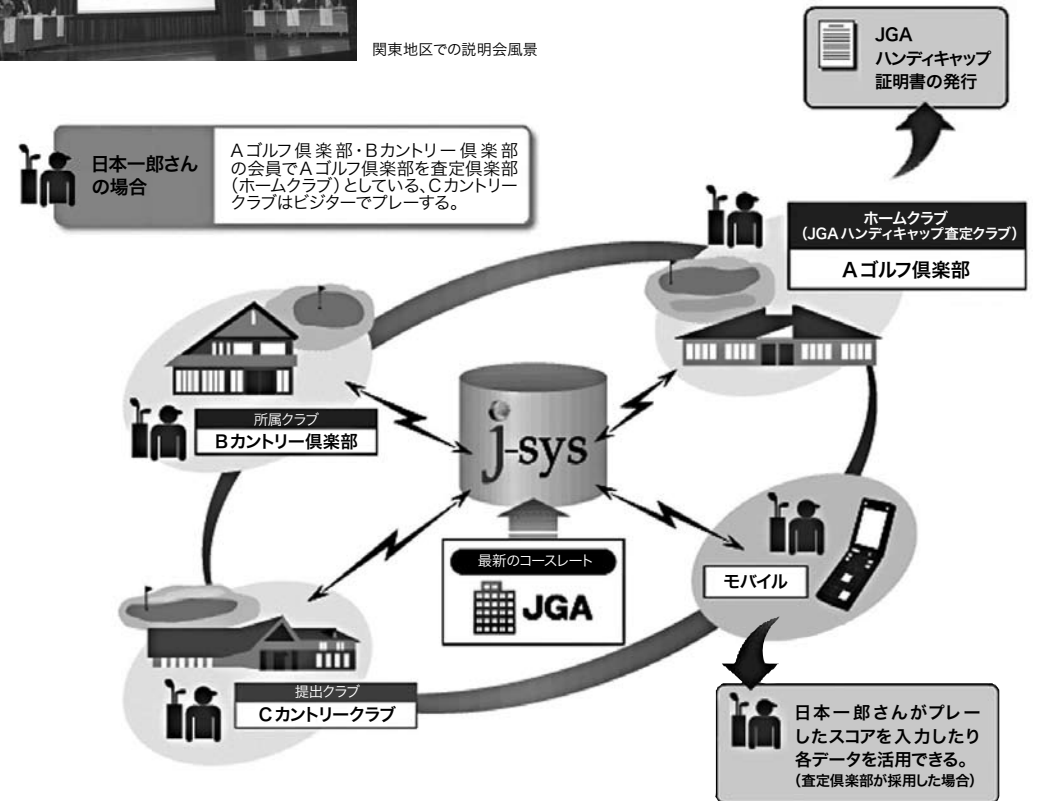 関東地区での説明会風景
JGA
ハンディキャップ
証明書の発行
日本一郎さん
の場合
Aゴルフ倶楽部・Bカントリー倶楽部
の会員でAゴルフ倶楽部を査定倶楽部
(ホームクラブ)としている、Cカントリー
クラブはビジターでプレーする。
ホームクラブ
(JGAハンディキャップ査定クラブ)
Aゴルフ倶楽部
所属クラブ
Bカントリー倶楽部
j-sys
最新のコースレート
JGA
モバイル
提出クラブ
Cカントリークラブ
日本一郎さんがプレー
したスコアを入力したり
各データを活用できる。
(査定倶楽部が採用した場合)